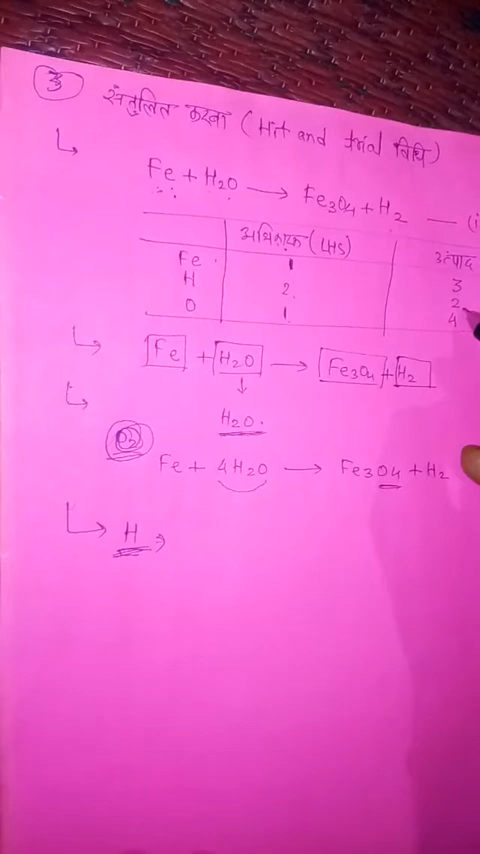 3 संतुलित करना (Hit and trial विधि)
Fe + H2O → Fe3O4 + H2 — (i
अभिकारक (LHS) उत्पाद
Fe 1 3
H 2 2
O 1 4
Fe + H2O → Fe3O4 + H2
↓
H2O.
Fe + 4H2O → Fe3O4 + H2
H ⇒